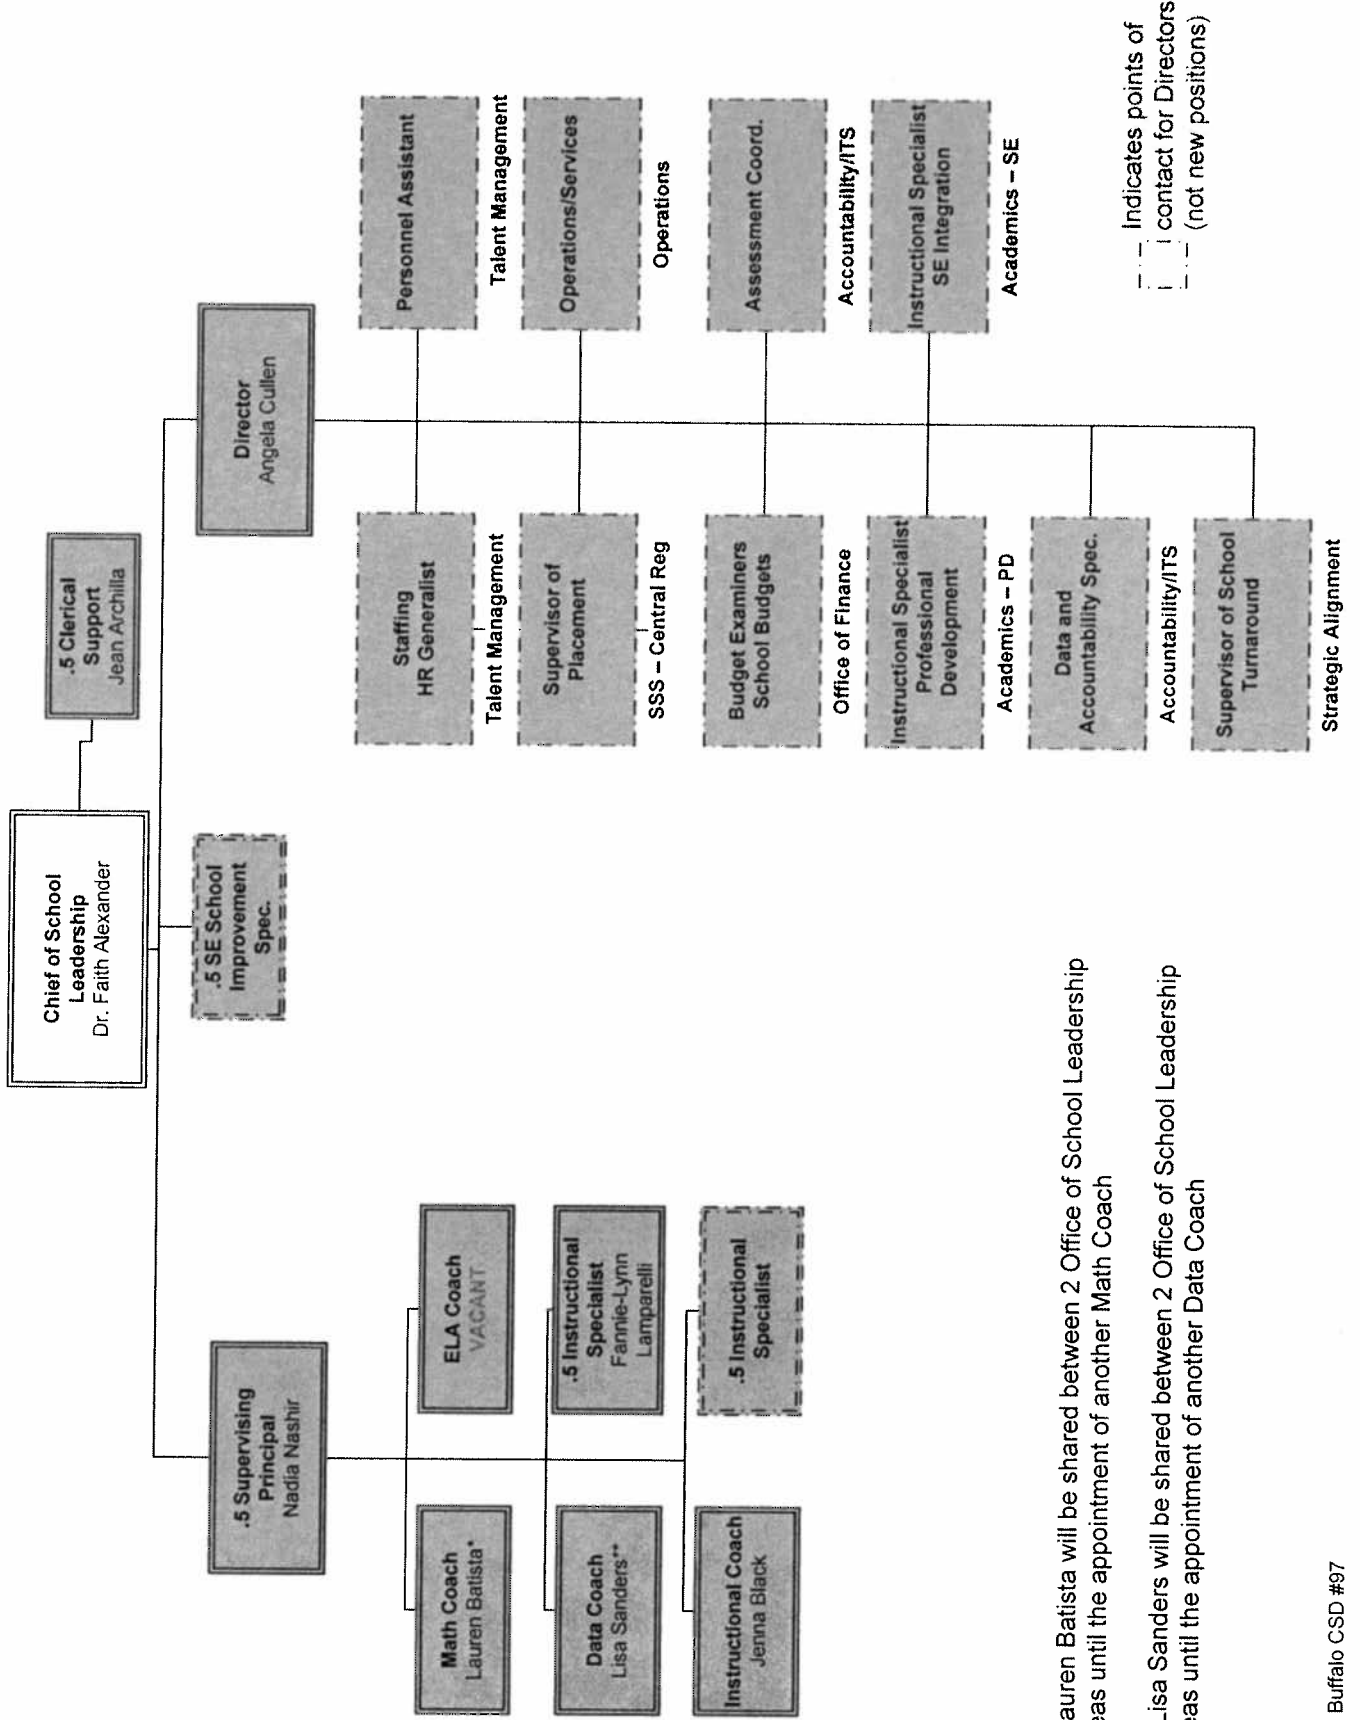 Chief of School
Leadership
Dr. Faith Alexander
.5 Clerical
Support
Jean Archilla
.5 Supervising
Principal
Nadia Nashir
.5 SE School
Improvement
Spec.
Director
Angela Cullen
Math Coach
Lauren Batista*
ELA Coach
VACANT
Data Coach
Lisa Sanders**
.5 Instructional
Specialist
Fannie-Lynn
Lamparelli
Instructional Coach
Jenna Black
.5 Instructional
Specialist
Staffing
HR Generalist
Talent Management
Personnel Assistant
Talent Management
Supervisor of
Placement
SSS – Central Reg
Operations/Services
Operations
Budget Examiners
School Budgets
Office of Finance
Assessment Coord.
Accountability/ITS
Instructional Specialist
Professional
Development
Academics – PD
Instructional Specialist
SE Integration
Academics – SE
Data and
Accountability Spec.
Accountability/ITS
Supervisor of School
Turnaround
Strategic Alignment
auren Batista will be shared between 2 Office of School Leadership
eas until the appointment of another Math Coach
Lisa Sanders will be shared between 2 Office of School Leadership
eas until the appointment of another Data Coach
Indicates points of
contact for Directors
(not new positions)
Buffalo CSD #97